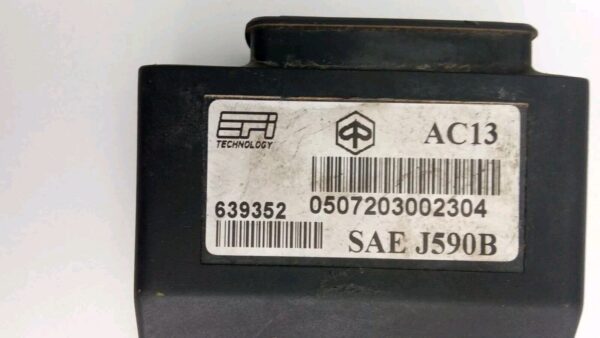 EFI
TECHNOLOGY
AC13
639352
0507203002304
SAE J590B